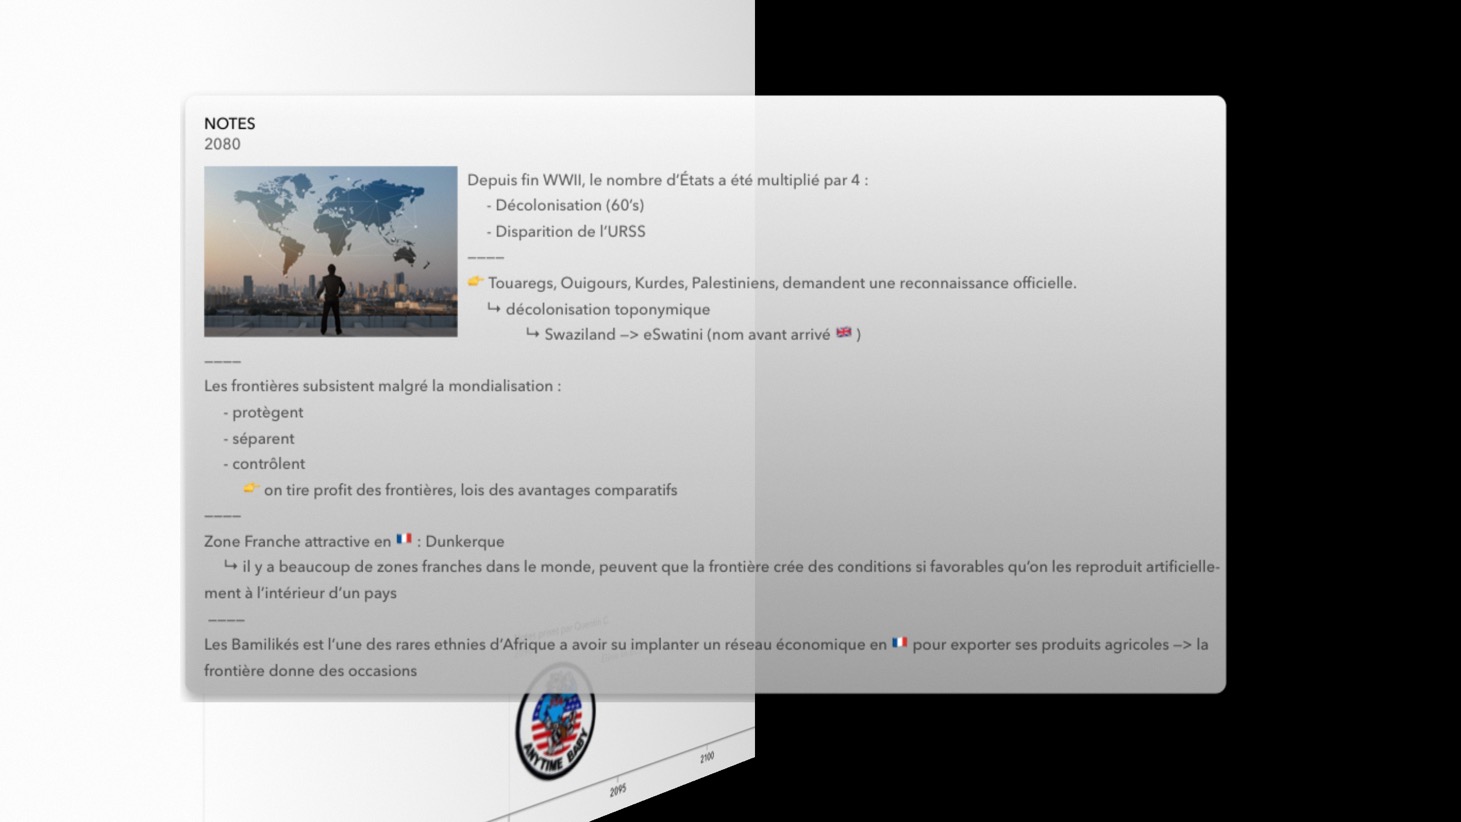 NOTES
2080
Depuis fin WWII, le nombre d’États a été multiplié par 4 :
- Décolonisation (60’s)
- Disparition de l’URSS
————
👉 Touaregs, Ouigours, Kurdes, Palestiniens, demandent une reconnaissance officielle.
↳ décolonisation toponymique
↳ Swaziland —> eSwatini (nom avant arrivé 🇬🇧 )
————
Les frontières subsistent malgré la mondialisation :
- protègent
- séparent
- contrôlent
👉 on tire profit des frontières, lois des avantages comparatifs
————
Zone Franche attractive en 🇫🇷 : Dunkerque
↳ il y a beaucoup de zones franches dans le monde, peuvent que la frontière crée des conditions si favorables qu’on les reproduit artificielle-
ment à l’intérieur d’un pays
————
Les Bamilikés est l’une des rares ethnies d’Afrique a avoir su implanter un réseau économique en 🇫🇷 pour exporter ses produits agricoles —> la
frontière donne des occasions
ANYTIME BABY
2095
2100